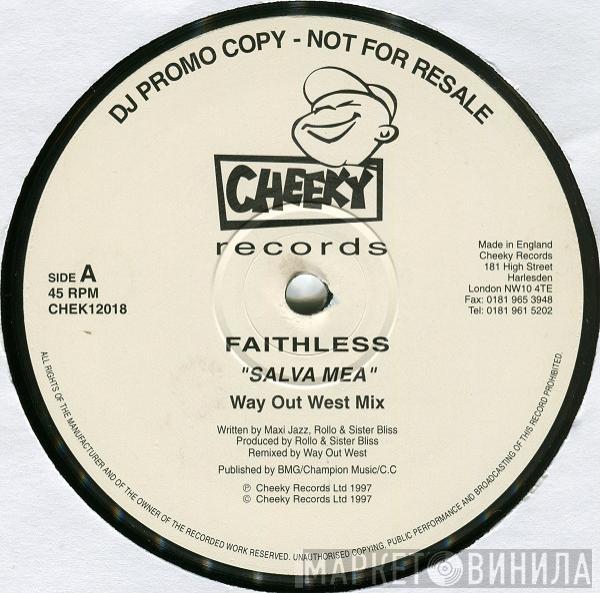 DJ PROMO COPY - NOT FOR RESALE
CHEEKY
records
SIDE A
45 RPM
CHEK12018
Made in England
Cheeky Records
181 High Street
Harlesden
London NW10 4TE
Fax: 0181 965 3948
Tel: 0181 961 5202
FAITHLESS
"SALVA MEA"
Way Out West Mix
Written by Maxi Jazz, Rollo & Sister Bliss
Produced by Rollo & Sister Bliss
Remixed by Way Out West
Published by BMG/Champion Music/C.C
℗ Cheeky Records Ltd 1997
© Cheeky Records Ltd 1997
ALL RIGHTS OF THE MANUFACTURER AND OF THE OWNER OF THE RECORDED WORK RESERVED. UNAUTHORISED COPYING, PUBLIC PERFORMANCE AND BROADCASTING OF THIS RECORD PROHIBITED.
МАРКЕТ ВИНИЛА